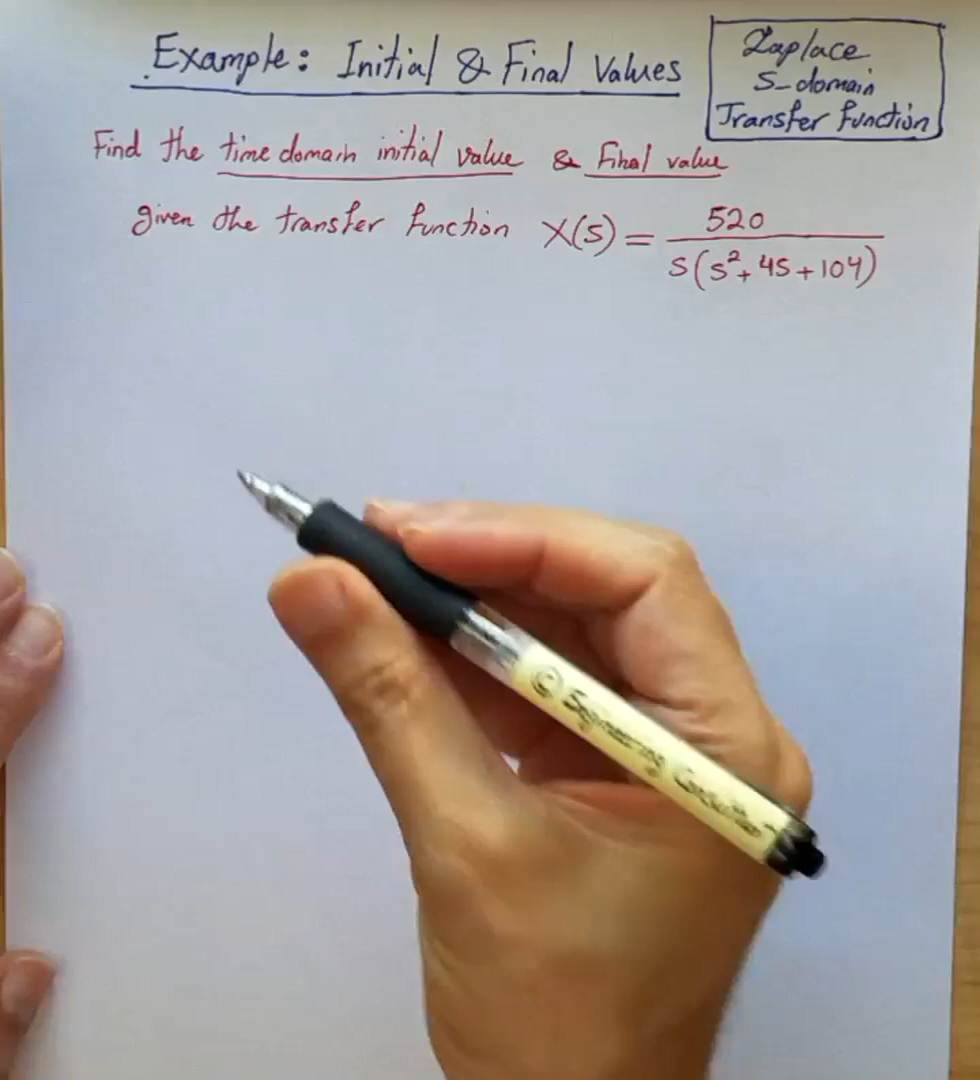 Example: Initial & Final Values
Laplace
S-domain
Transfer function
Find the time domain initial value & Final value
given the transfer function X(S) = 520 / S(S²+4S+104)
© Engineering